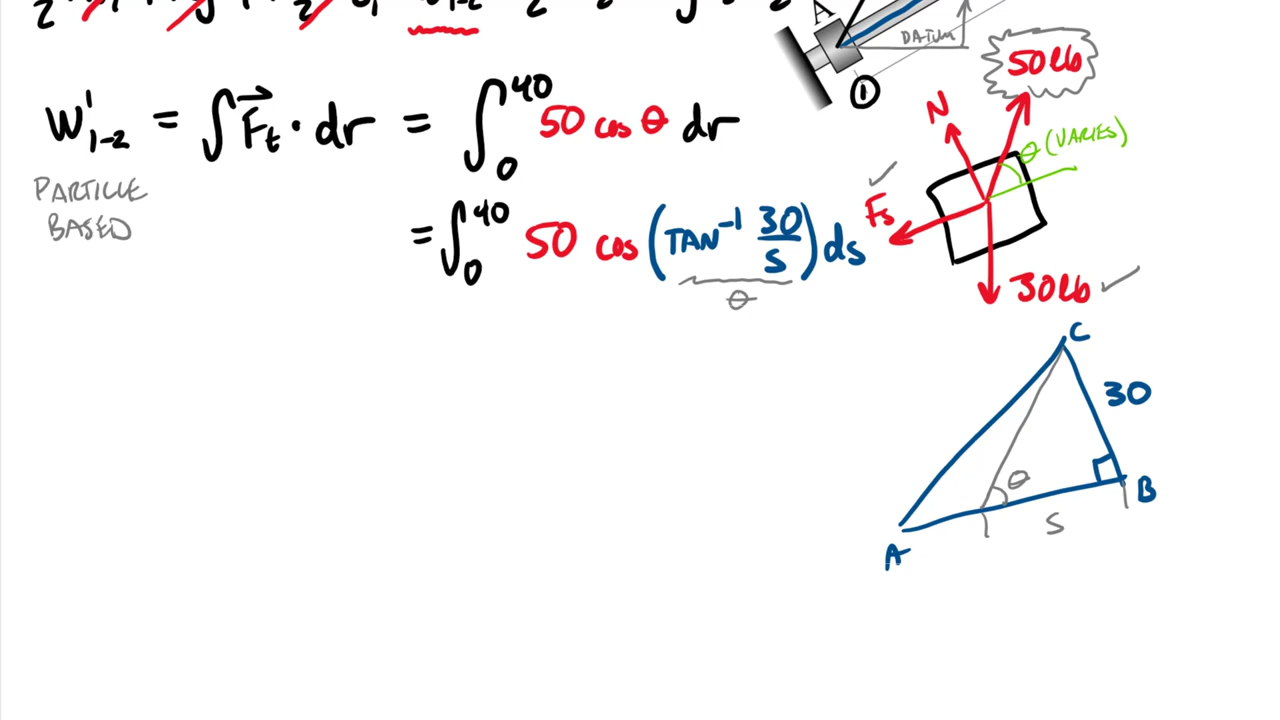 W'₁₋₂ = ∫ F⃗ₜ · dr = ∫₀⁴⁰ 50 cos θ dr
PARTICLE
BASED
= ∫₀⁴⁰ 50 cos (TAN⁻¹ 30/S) ds
θ
A
DATUM
1
50lb
N
θ (VARIES)
Fs
30lb
C
30
θ
B
S
A